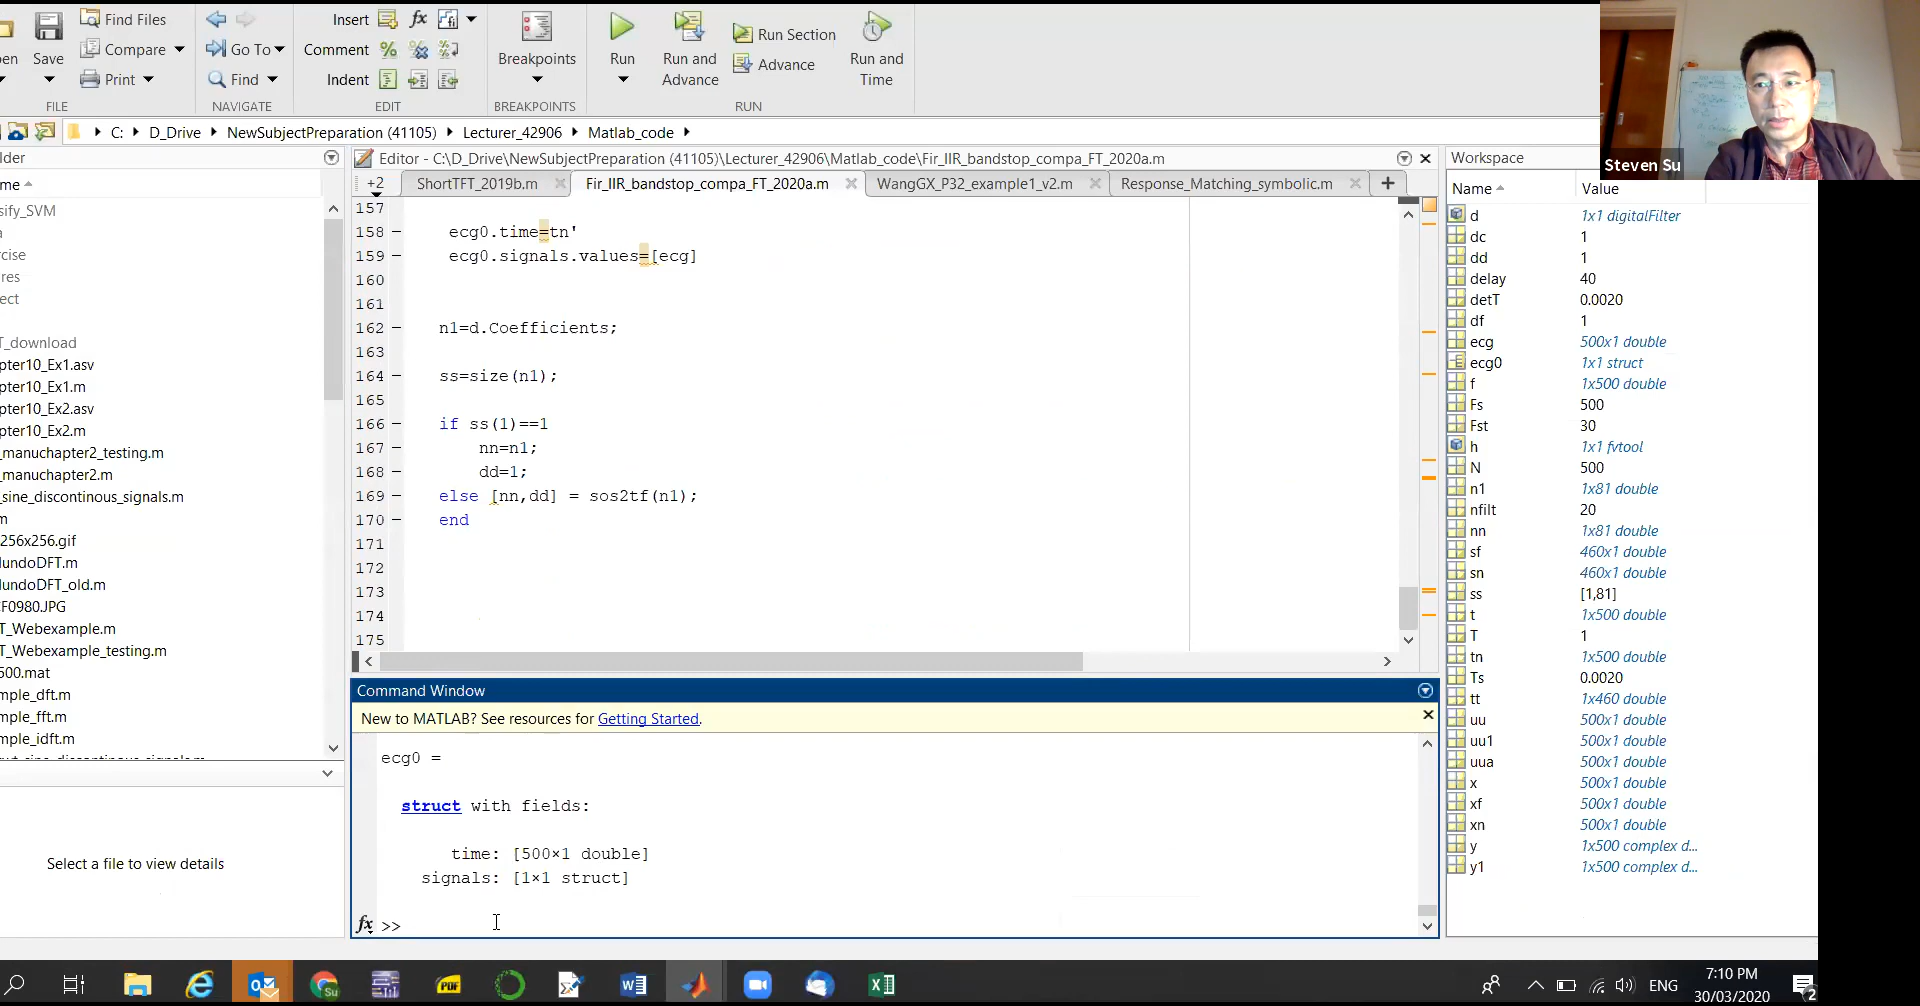 en
Save
Find Files
Compare
Print
FILE
Go To
Find
NAVIGATE
Insert
fx
Comment
Indent
EDIT
Breakpoints
BREAKPOINTS
Run
Run and
Advance
Run Section
Advance
Run and
Time
RUN
C:
D_Drive
NewSubjectPreparation (41105)
Lecturer_42906
Matlab_code
Steven Su
lder
me
sify_SVM
a
rcise
res
ect
T_download
pter10_Ex1.asv
pter10_Ex1.m
pter10_Ex2.asv
pter10_Ex2.m
_manuchapter2_testing.m
_manuchapter2.m
_sine_discontinous_signals.m
m
256x256.gif
lundoDFT.m
lundoDFT_old.m
CF0980.JPG
T_Webexample.m
T_Webexample_testing.m
500.mat
mple_dft.m
mple_fft.m
mple_idft.m
Select a file to view details
Editor - C:\D_Drive\NewSubjectPreparation (41105)\Lecturer_42906\Matlab_code\Fir_IIR_bandstop_compa_FT_2020a.m
+2
ShortTFT_2019b.m
Fir_IIR_bandstop_compa_FT_2020a.m
WangGX_P32_example1_v2.m
Response_Matching_symbolic.m
157
158 ecg0.time=tn'
159 ecg0.signals.values=[ecg]
160
161
162 n1=d.Coefficients;
163
164 ss=size(n1);
165
166 if ss(1)==1
167 nn=n1;
168 dd=1;
169 else [nn,dd] = sos2tf(n1);
170 end
171
172
173
174
175
Command Window
New to MATLAB? See resources for Getting Started.
ecg0 =
struct with fields:
time: [500×1 double]
signals: [1×1 struct]
fx >>
Workspace
Name Value
d 1x1 digitalFilter
dc 1
dd 1
delay 40
detT 0.0020
df 1
ecg 500x1 double
ecg0 1x1 struct
f 1x500 double
Fs 500
Fst 30
h 1x1 fvtool
N 500
n1 1x81 double
nfilt 20
nn 1x81 double
sf 460x1 double
sn 460x1 double
ss [1,81]
t 1x500 double
T 1
tn 1x500 double
Ts 0.0020
tt 1x460 double
uu 500x1 double
uu1 500x1 double
uua 500x1 double
x 500x1 double
xf 500x1 double
xn 500x1 double
y 1x500 complex d...
y1 1x500 complex d...
ENG
7:10 PM
30/03/2020
2